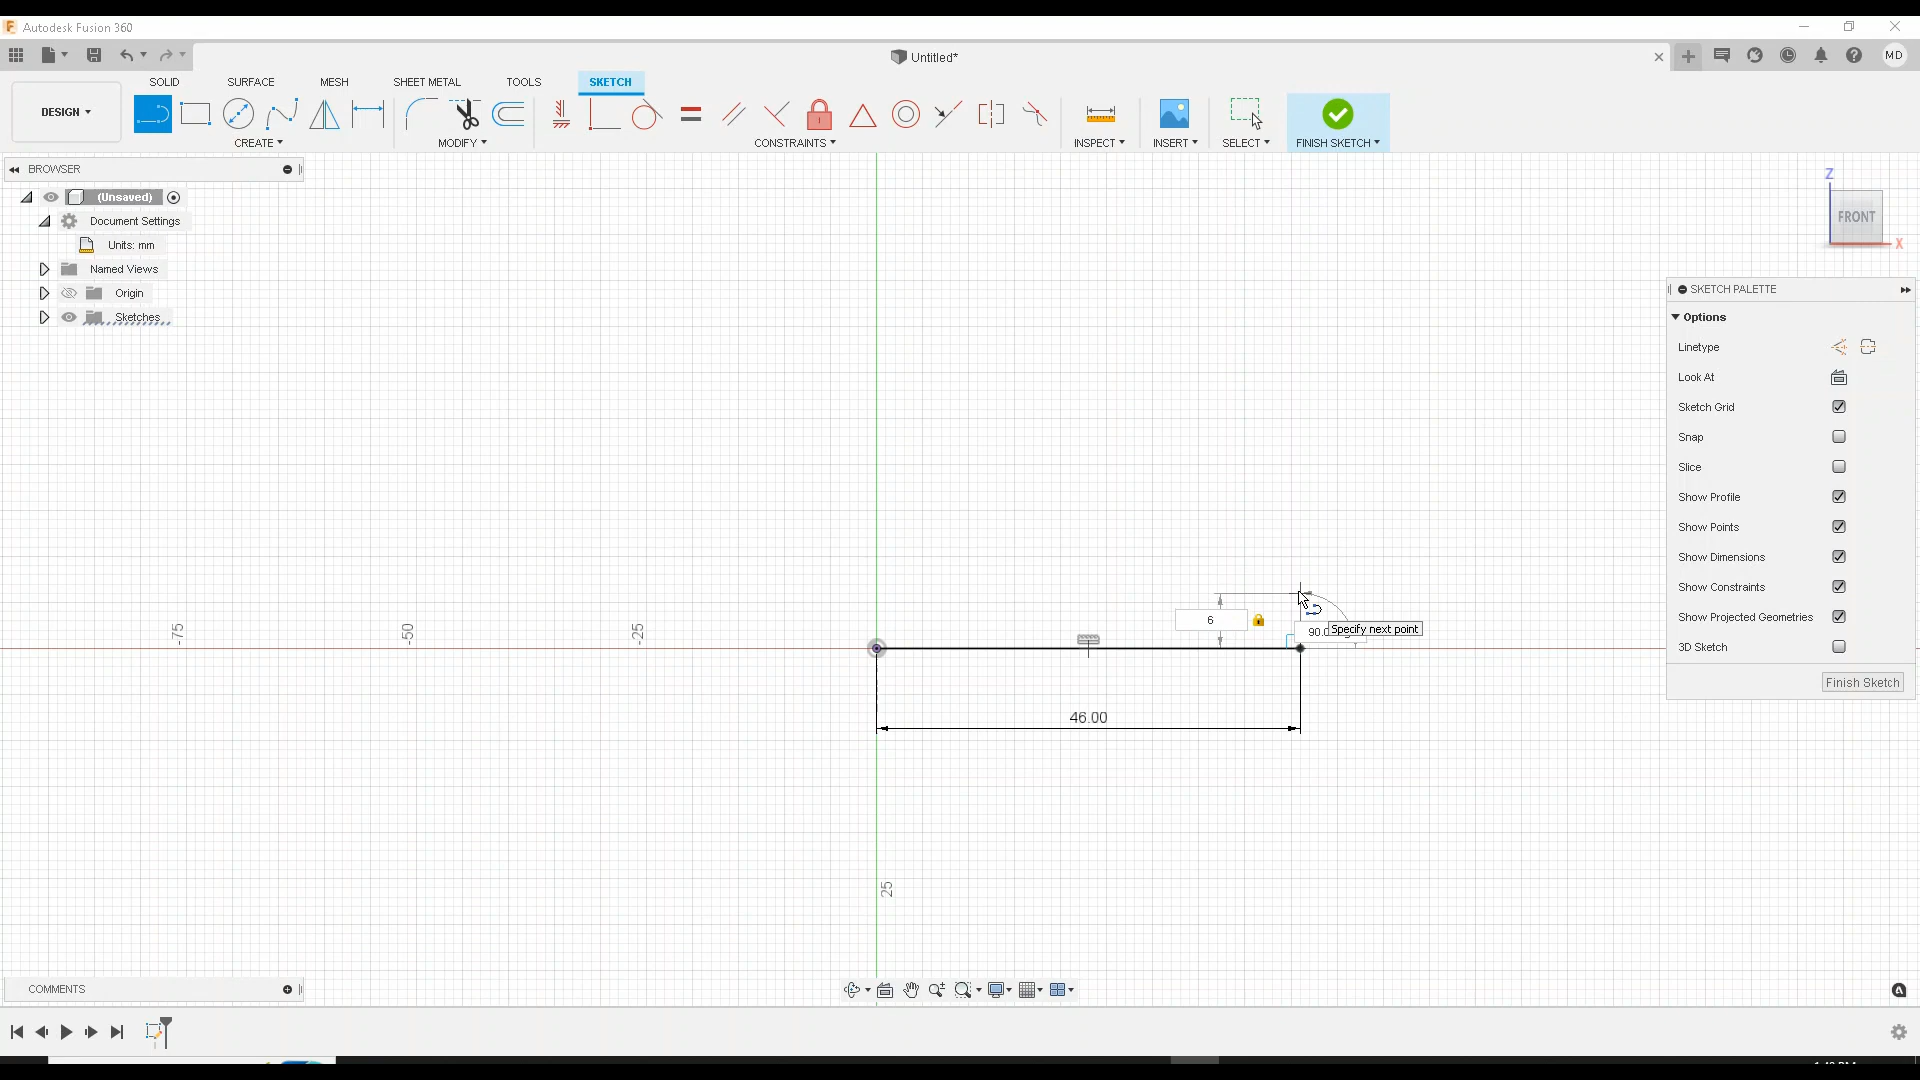 Autodesk Fusion 360
Untitled*
MD
SOLID SURFACE MESH SHEET METAL TOOLS SKETCH
DESIGN
CREATE MODIFY CONSTRAINTS INSPECT INSERT SELECT FINISH SKETCH
BROWSER
(Unsaved)
Document Settings
Units: mm
Named Views
Origin
Sketches
Z
FRONT
X
SKETCH PALETTE
Options
Linetype
Look At
Sketch Grid
Snap
Slice
Show Profile
Show Points
Show Dimensions
Show Constraints
Show Projected Geometries
3D Sketch
Finish Sketch
-75
-50
-25
6
Specify next point
46.00
25
COMMENTS